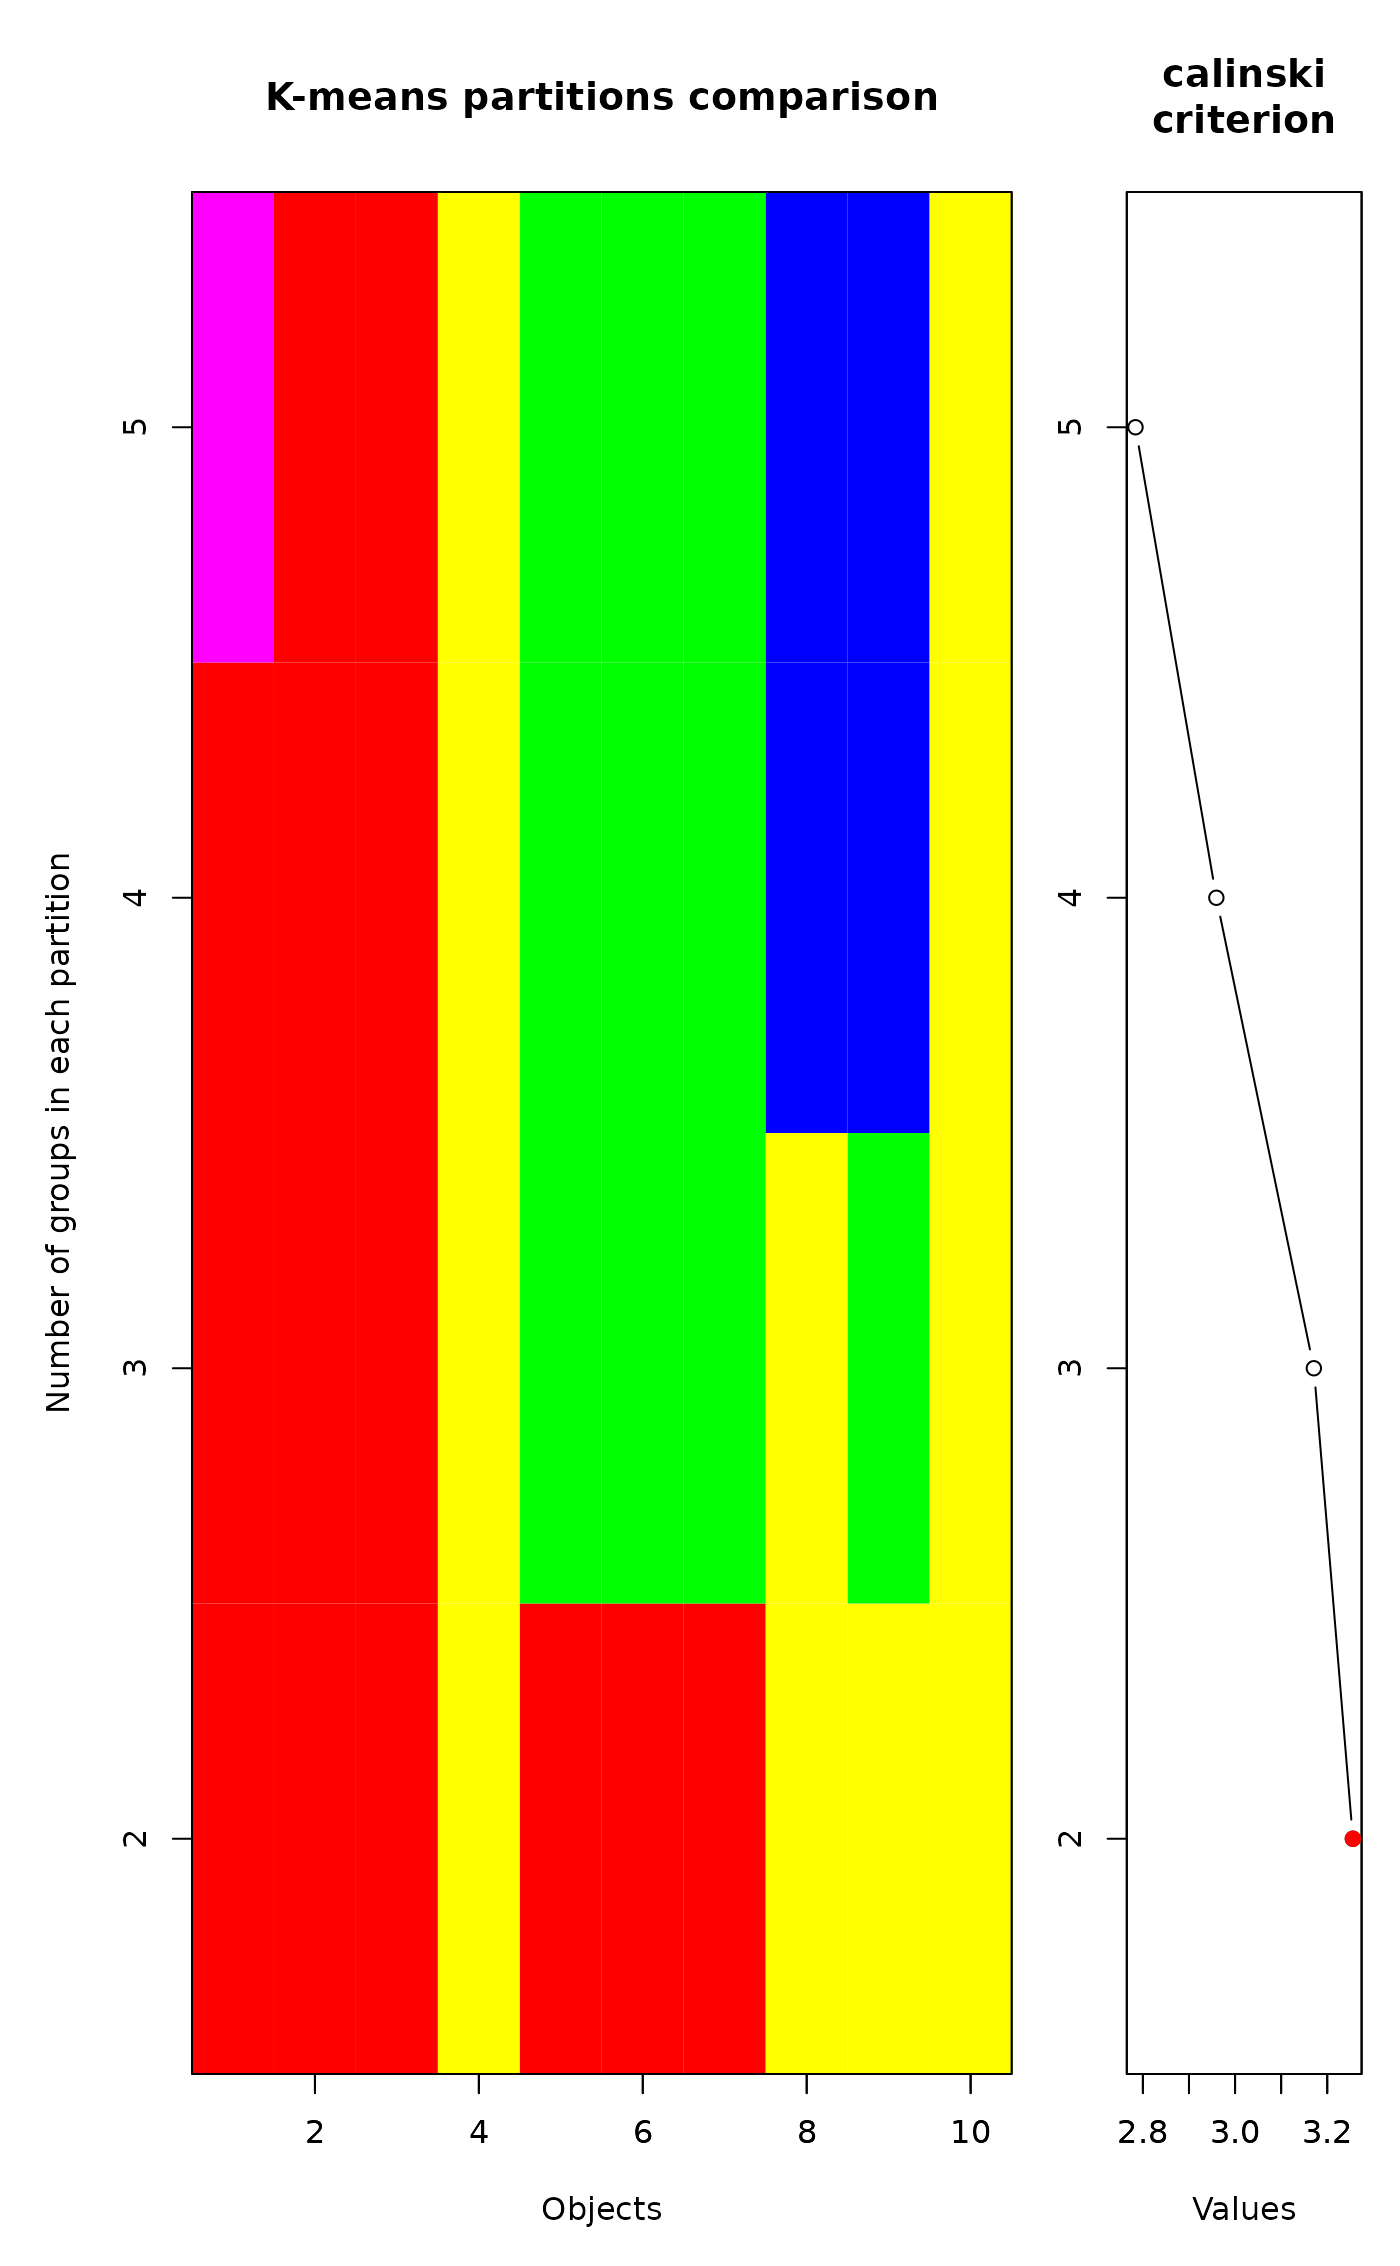 K-means partitions comparison
calinski
criterion
Number of groups in each partition
5
4
3
2
2 4 6 8 10
Objects
5
4
3
2
2.8 3.0 3.2
Values